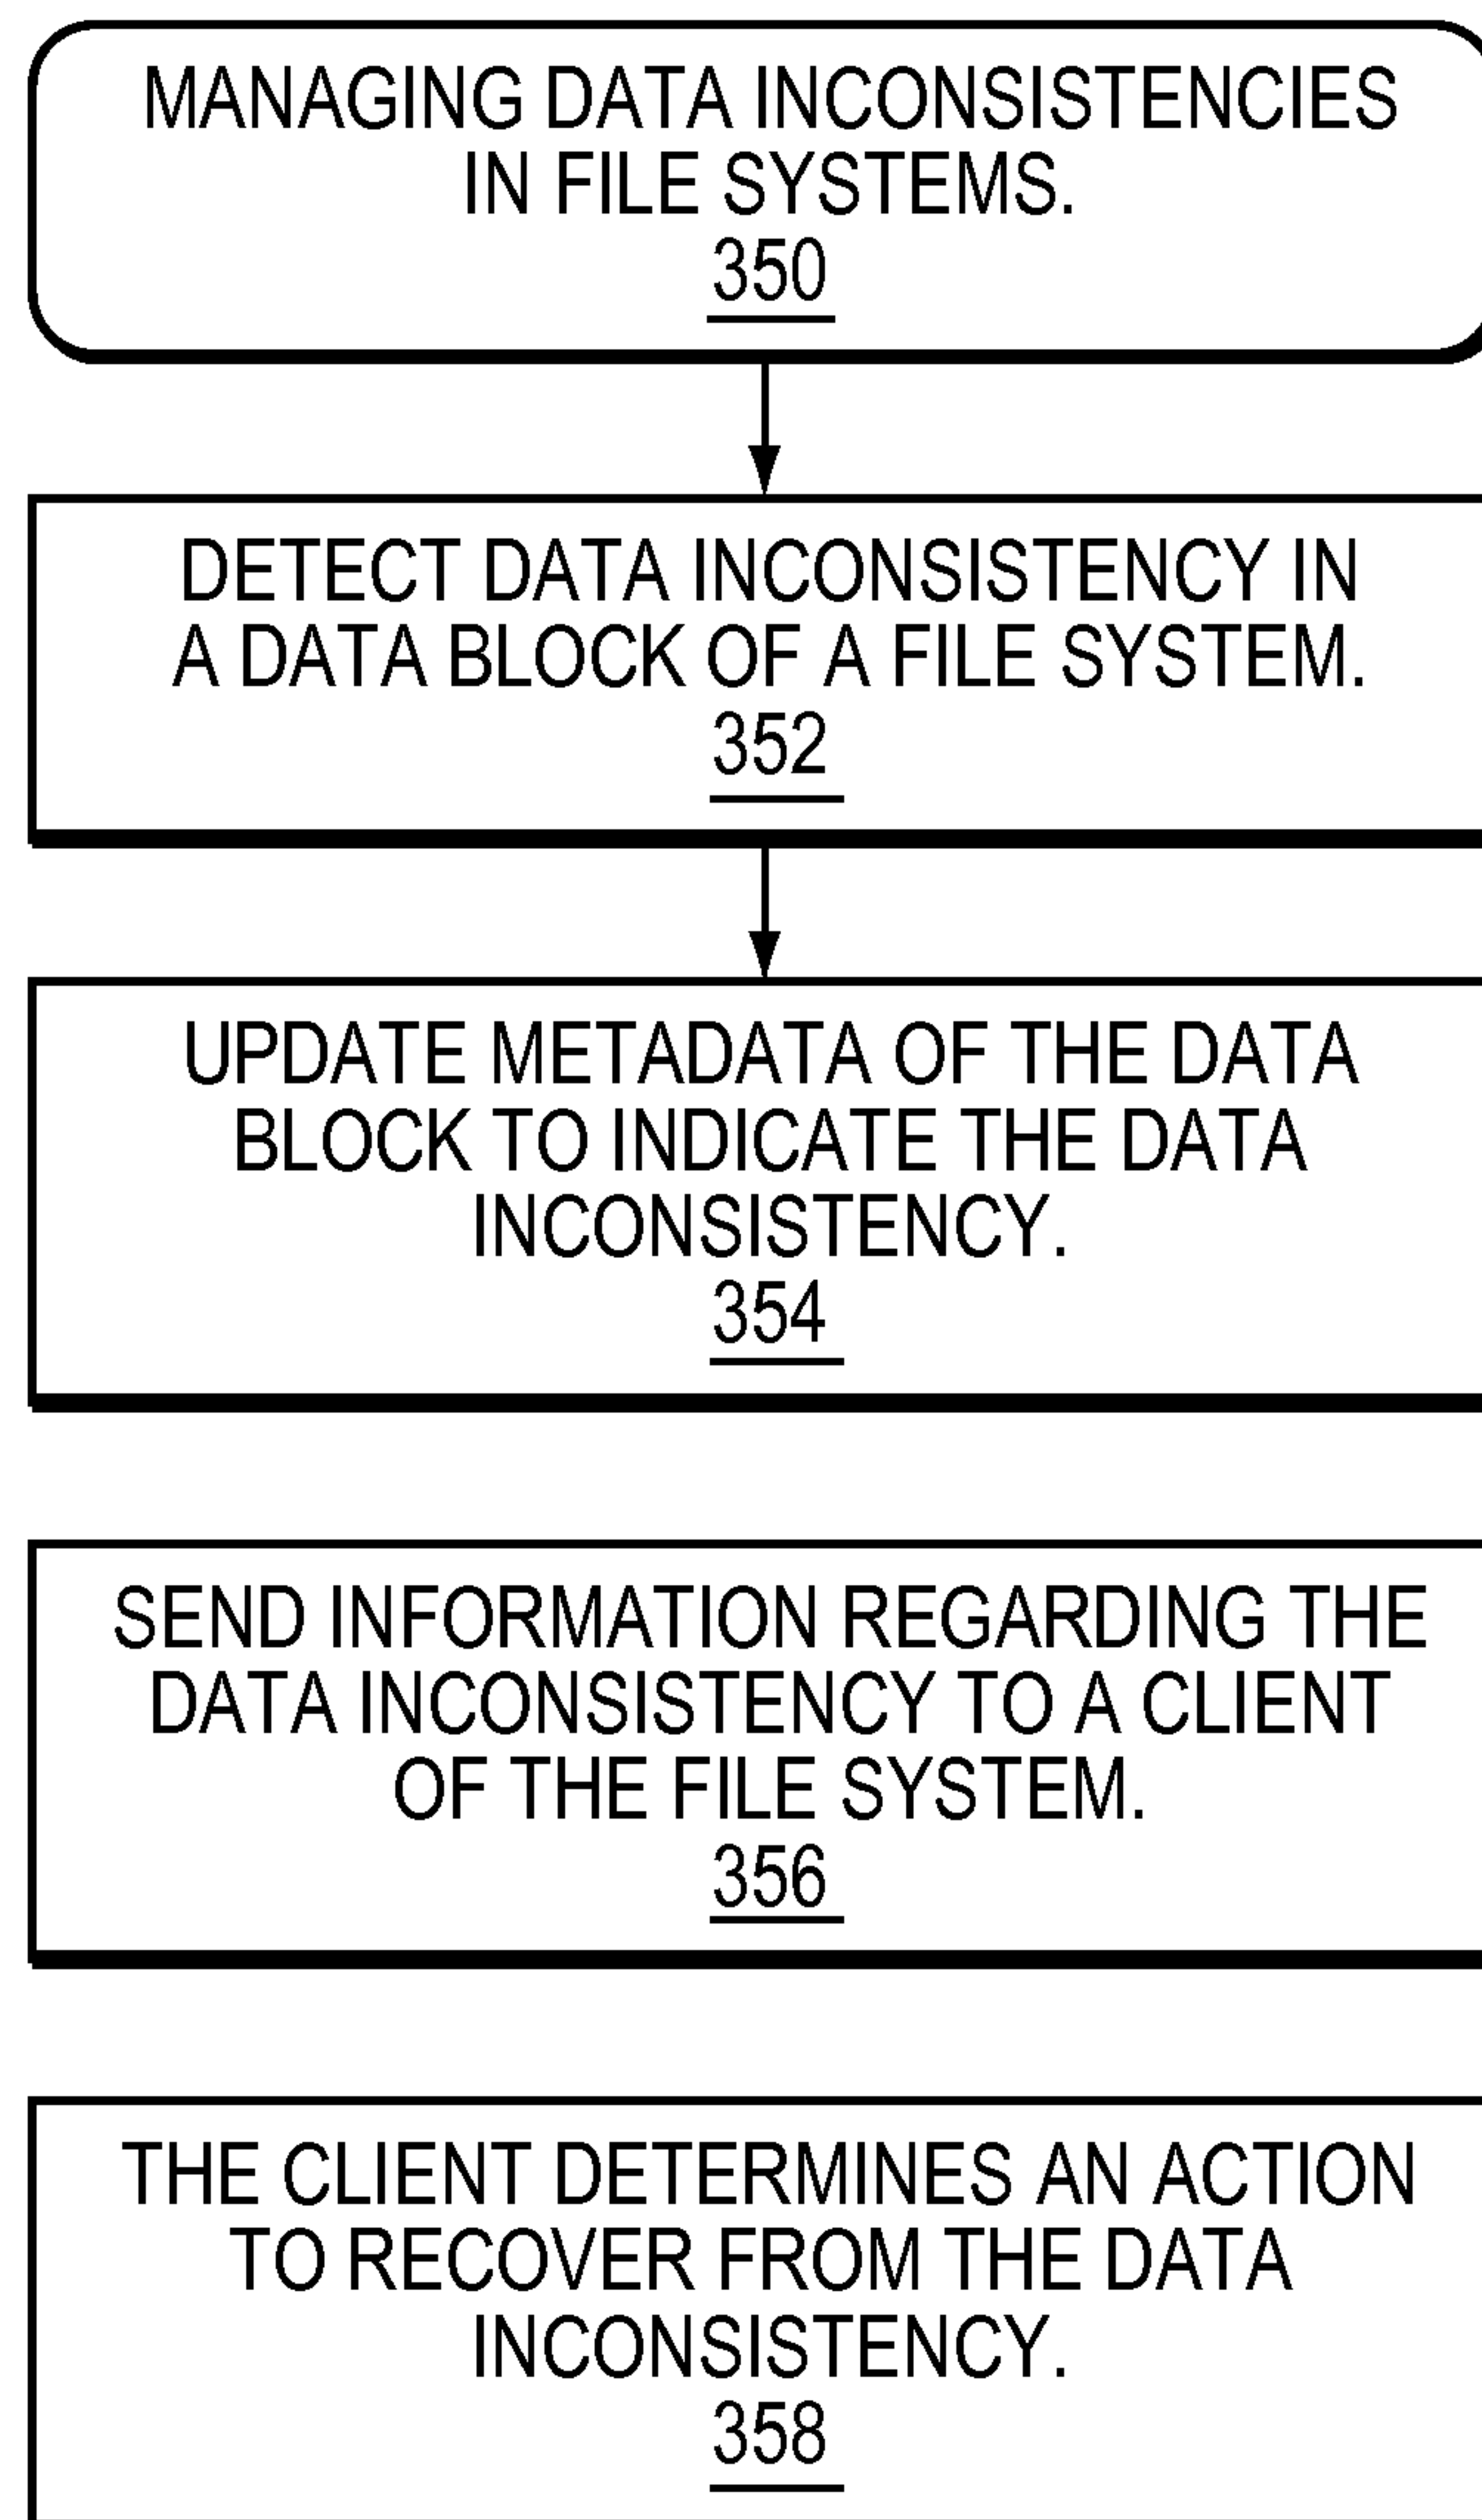 MANAGING DATA INCONSISTENCIES
IN FILE SYSTEMS.
350
DETECT DATA INCONSISTENCY IN
A DATA BLOCK OF A FILE SYSTEM.
352
UPDATE METADATA OF THE DATA
BLOCK TO INDICATE THE DATA
INCONSISTENCY.
354
SEND INFORMATION REGARDING THE
DATA INCONSISTENCY TO A CLIENT
OF THE FILE SYSTEM.
356
THE CLIENT DETERMINES AN ACTION
TO RECOVER FROM THE DATA
INCONSISTENCY.
358